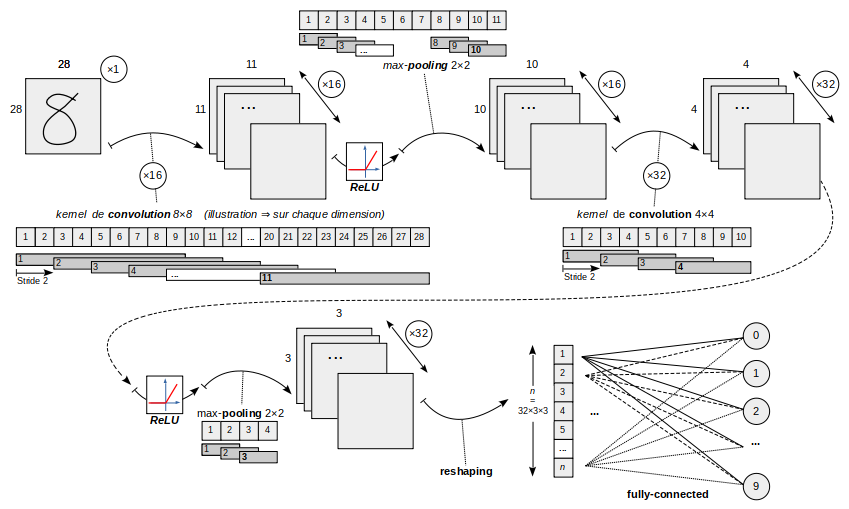 1 2 3 4 5 6 7 8 9 10 11
1 2 3 ... 8 9 10
max-pooling 2×2
28 ×1 11 ×16 10 ×16 4 ×32
28 11 10 4
... ... ...
ReLU
×16 ×32
kernel de convolution 8×8 (illustration ⇒ sur chaque dimension)
kernel de convolution 4×4
1 2 3 4 5 6 7 8 9 10 11 12 ... 20 21 22 23 24 25 26 27 28
1 2 3 4 5 6 7 8 9 10
1 2 3 4 ... 11
Stride 2
1 2 3 4
Stride 2
3 ×32
3
...
ReLU
max-pooling 2×2
1 2 3 4
1 2 3
reshaping
n
=
32×3×3
1
2
3
4
5
...
n
...
0
1
2
...
9
fully-connected